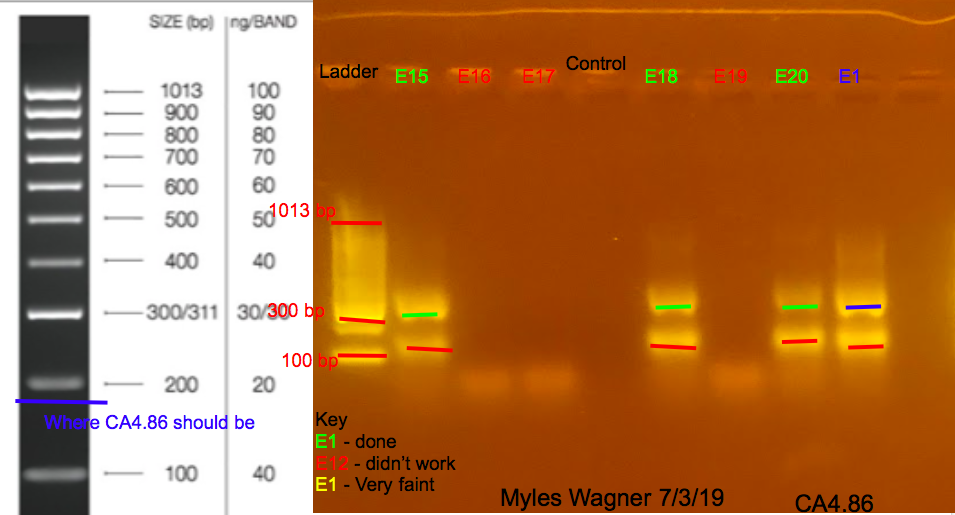 SIZE (bp) ng/BAND
1013 100
900 90
800 80
700 70
600 60
500 50
400 40
300/311 30/30
200 20
Where CA4.86 should be
100 40
Ladder E15 E16 E17 Control E18 E19 E20 E1
1013 bp
300 bp
100 bp
Key
E1 - done
E12 - didn't work
E1 - Very faint
Myles Wagner 7/3/19 CA4.86